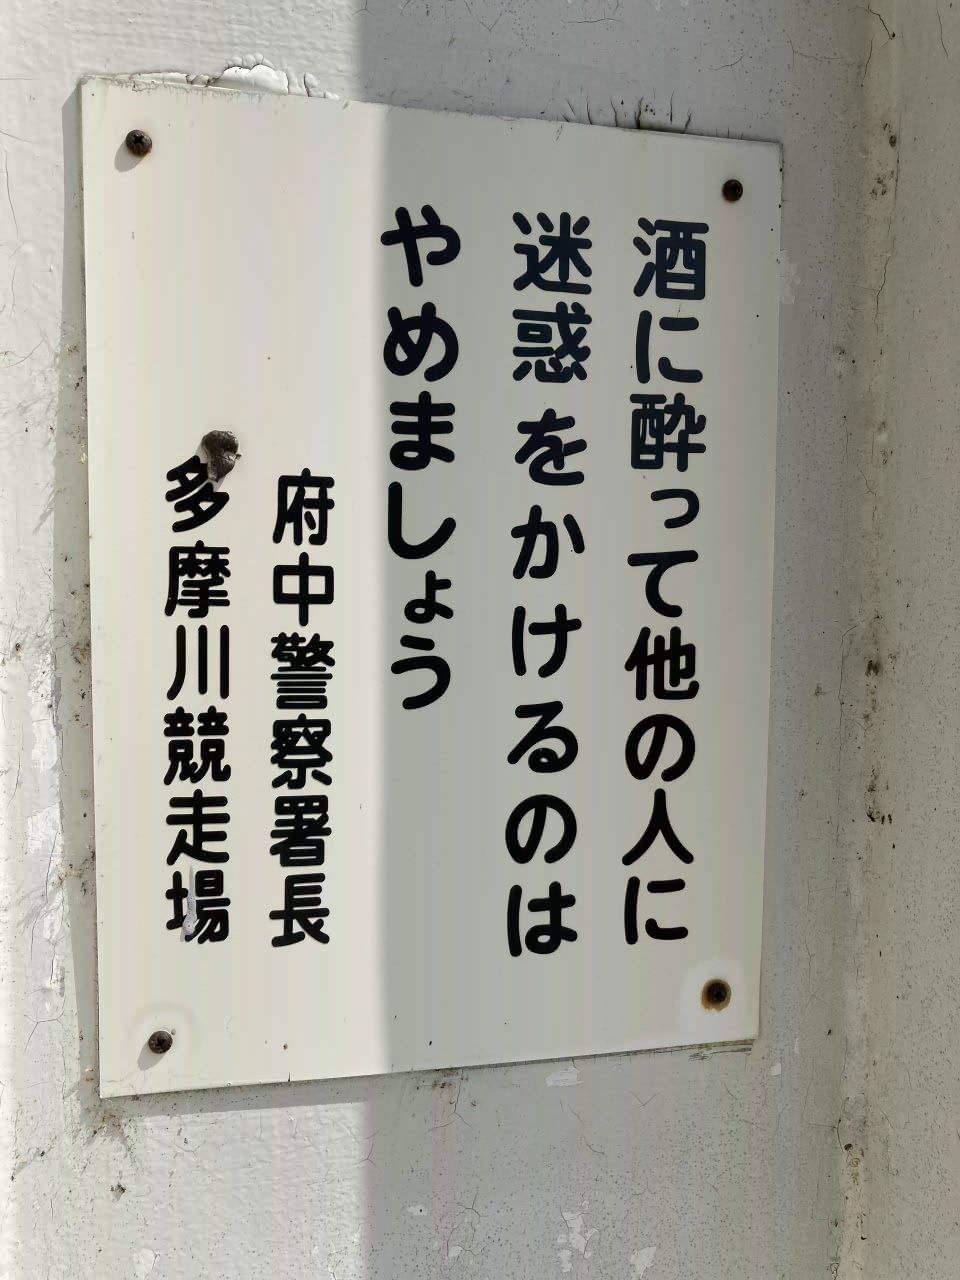 酒に酔って他の人に
迷惑をかけるのは
やめましょう
府中警察署長
多摩川競走場